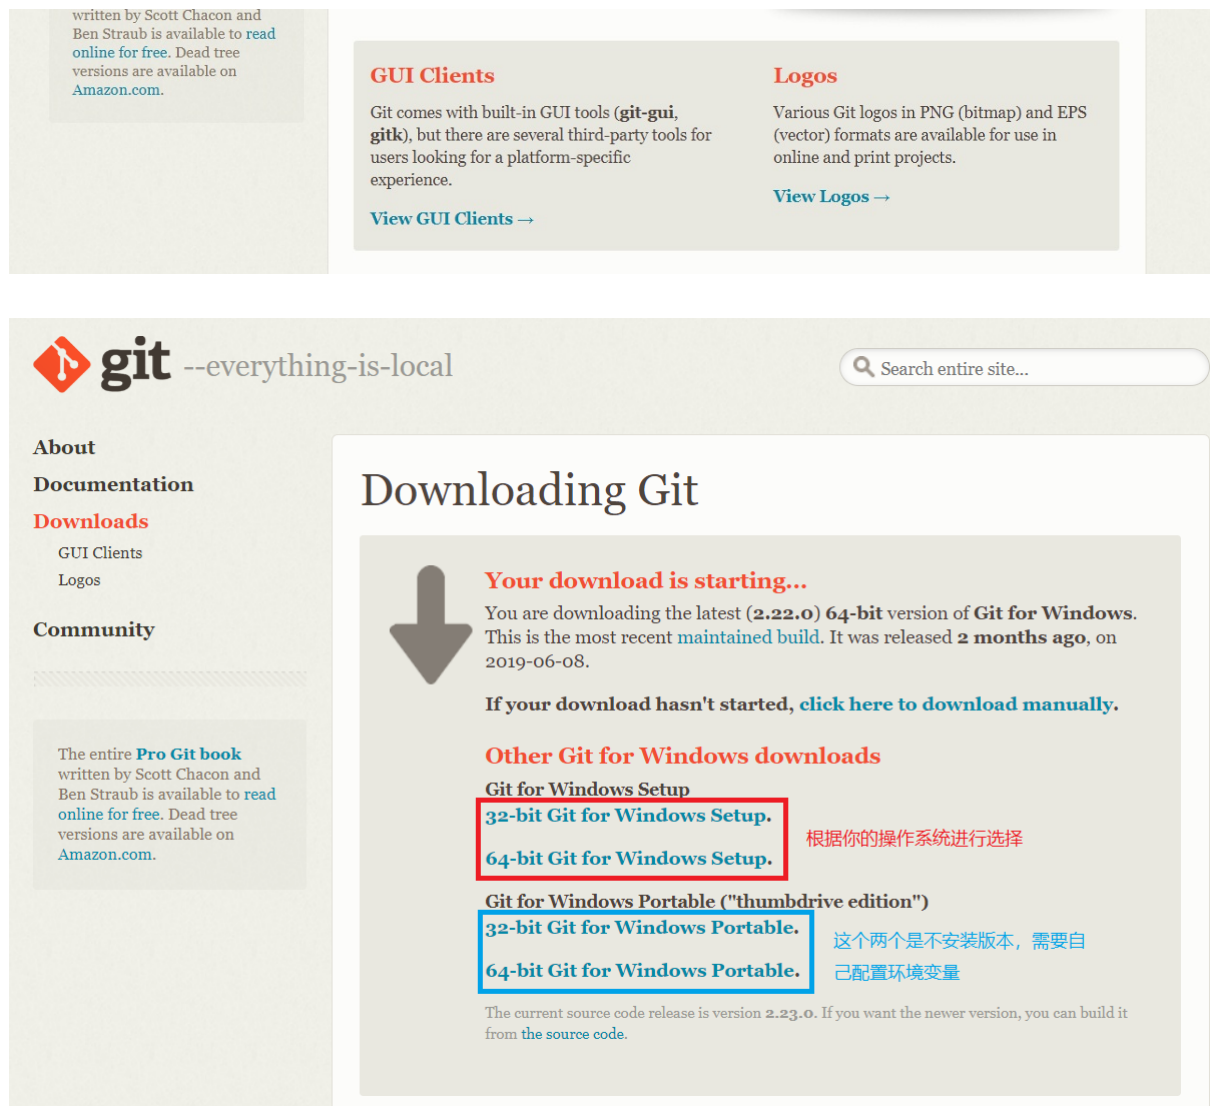 written by Scott Chacon and
Ben Straub is available to read
online for free. Dead tree
versions are available on
Amazon.com.
GUI Clients
Git comes with built-in GUI tools (git-gui,
gitk), but there are several third-party tools for
users looking for a platform-specific
experience.
View GUI Clients →
Logos
Various Git logos in PNG (bitmap) and EPS
(vector) formats are available for use in
online and print projects.
View Logos →
git --everything-is-local
Search entire site...
About
Documentation
Downloads
GUI Clients
Logos
Community
The entire Pro Git book
written by Scott Chacon and
Ben Straub is available to read
online for free. Dead tree
versions are available on
Amazon.com.
Downloading Git
Your download is starting...
You are downloading the latest (2.22.0) 64-bit version of Git for Windows.
This is the most recent maintained build. It was released 2 months ago, on
2019-06-08.
If your download hasn't started, click here to download manually.
Other Git for Windows downloads
Git for Windows Setup
32-bit Git for Windows Setup.
64-bit Git for Windows Setup.
根据你的操作系统进行选择
Git for Windows Portable ("thumbdrive edition")
32-bit Git for Windows Portable.
64-bit Git for Windows Portable.
这个两个是不安装版本，需要自
己配置环境变量
The current source code release is version 2.23.0. If you want the newer version, you can build it
from the source code.